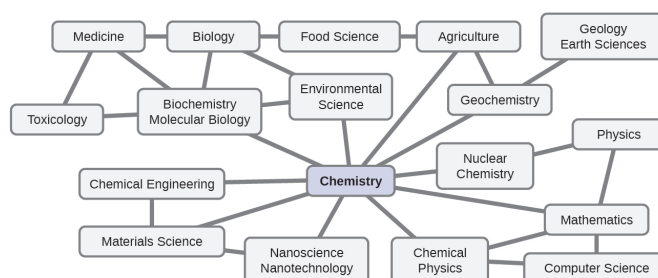 Medicine
Biology
Food Science
Agriculture
Geology
Earth Sciences
Toxicology
Biochemistry
Molecular Biology
Environmental
Science
Geochemistry
Physics
Nuclear
Chemistry
Chemical Engineering
Chemistry
Mathematics
Materials Science
Nanoscience
Nanotechnology
Chemical
Physics
Computer Science